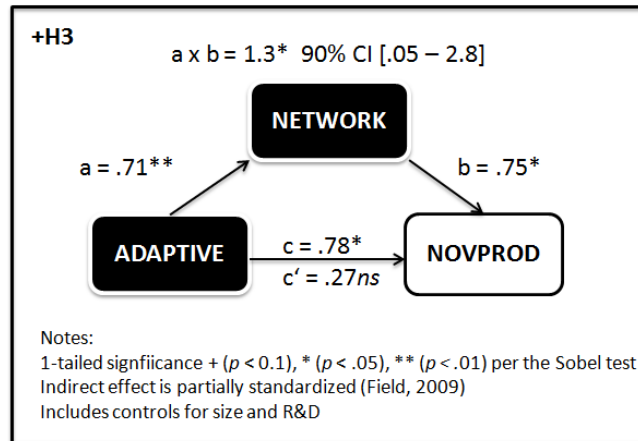 +H3
a x b = 1.3* 90% CI [.05 – 2.8]
NETWORK
a = .71**
b = .75*
ADAPTIVE
c = .78*
c‘ = .27ns
NOVPROD
Notes:
1-tailed signfiicance + (p < 0.1), * (p < .05), ** (p < .01) per the Sobel test
Indirect effect is partially standardized (Field, 2009)
Includes controls for size and R&D